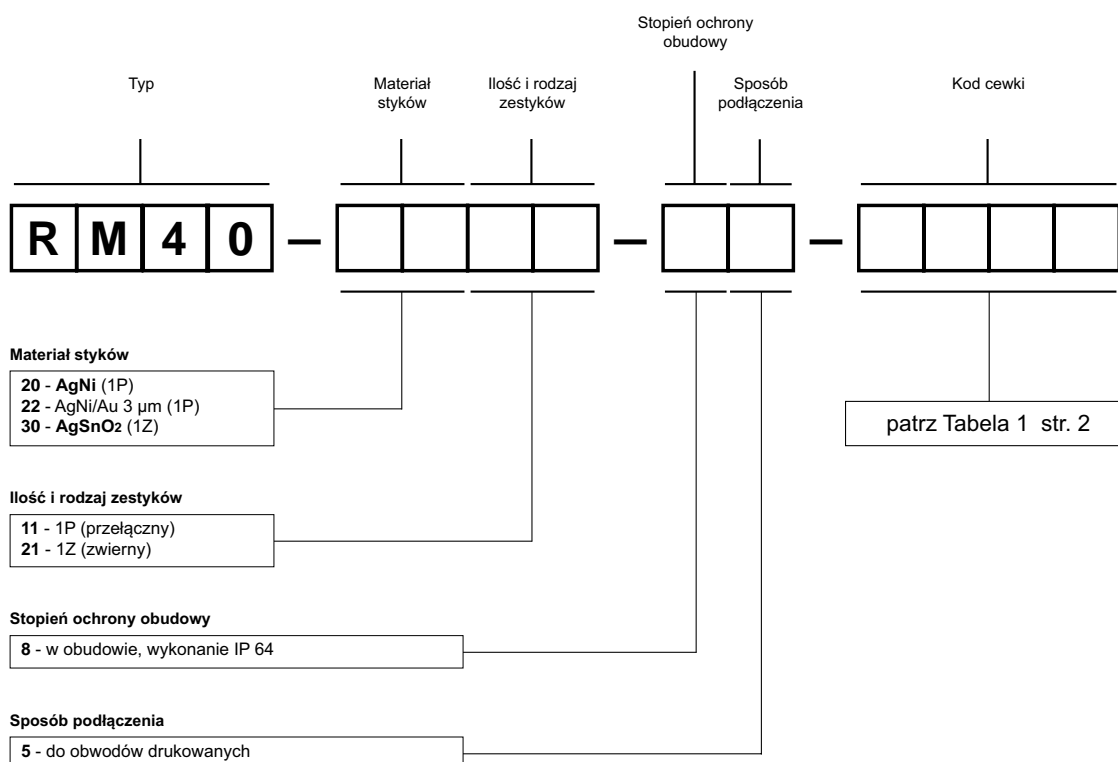 Stopień ochrony
obudowy
Typ
Materiał
styków
Ilość i rodzaj
zestyków
Sposób
podłączenia
Kod cewki
R M 4 0 – – –
Materiał styków
20 - AgNi (1P)
22 - AgNi/Au 3 µm (1P)
30 - AgSnO2 (1Z)
patrz Tabela 1 str. 2
Ilość i rodzaj zestyków
11 - 1P (przełączny)
21 - 1Z (zwierny)
Stopień ochrony obudowy
8 - w obudowie, wykonanie IP 64
Sposób podłączenia
5 - do obwodów drukowanych